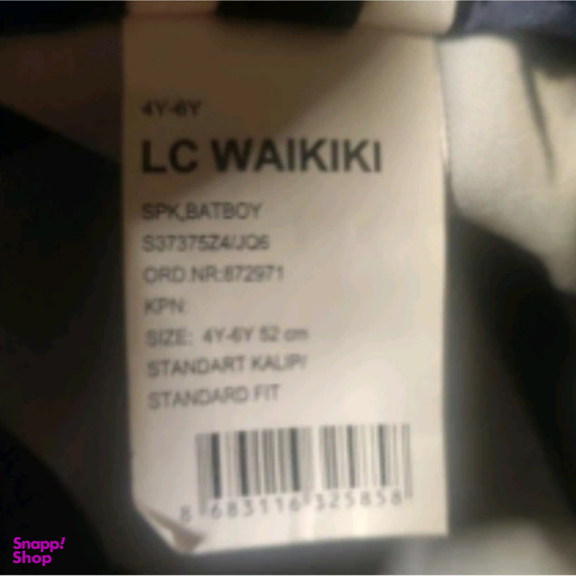 4Y-6Y
LC WAIKIKI
SPK,BATBOY
S37375Z4/JQ6
ORD.NR:872971
KPN:
SIZE: 4Y-6Y 52 cm
STANDART KALIP/
STANDARD FIT
8 683116 325858
Snapp!
Shop